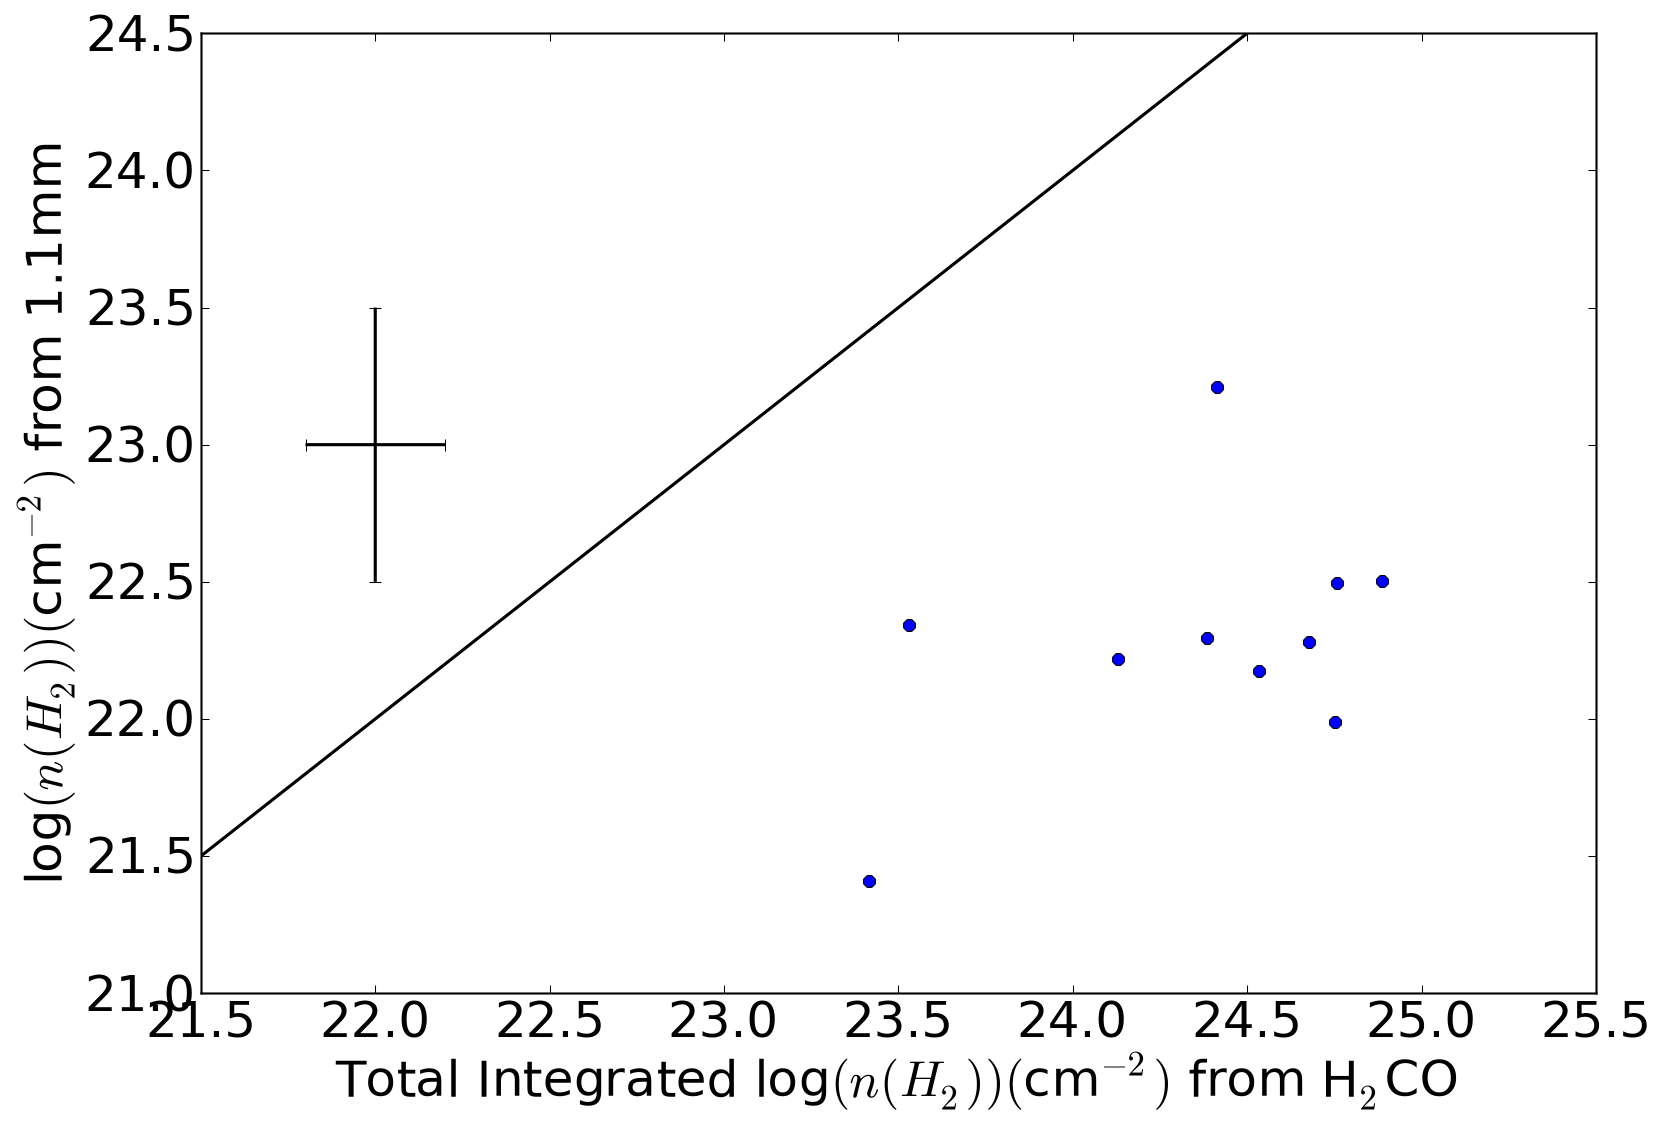 24.5
24.0
23.5
23.0
22.5
22.0
21.5
21.0
log(n(H₂))(cm⁻²) from 1.1mm
21.5 22.0 22.5 23.0 23.5 24.0 24.5 25.0 25.5
Total Integrated log(n(H₂))(cm⁻²) from H₂CO